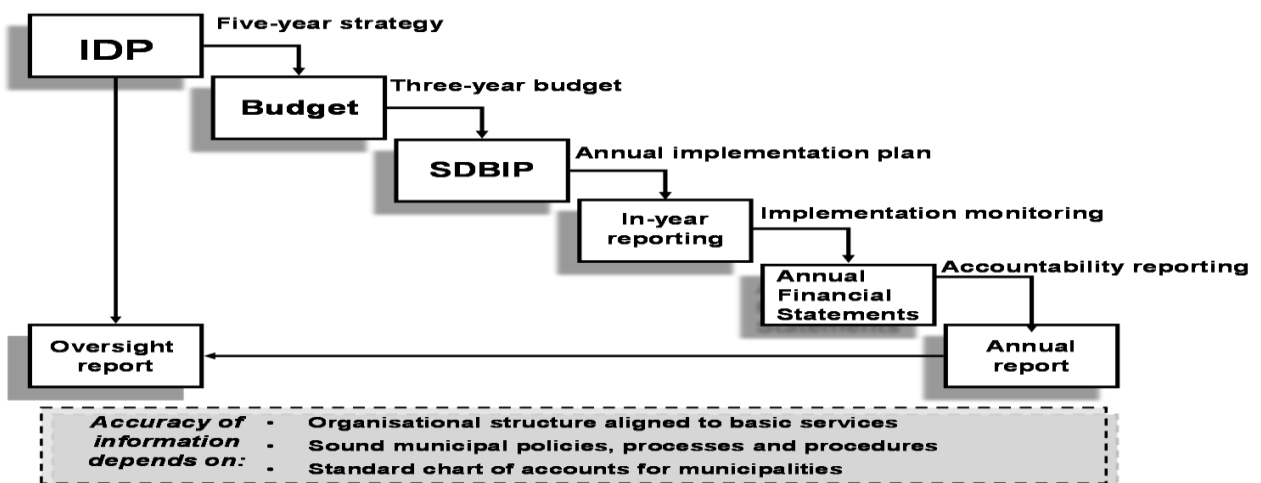 Five-year strategy
IDP
Three-year budget
Budget
Annual implementation plan
SDBIP
Implementation monitoring
In-year
reporting
Accountability reporting
Annual
Financial
Statements
Oversight
report
Annual
report
Accuracy of
information
depends on:
- Organisational structure aligned to basic services
- Sound municipal policies, processes and procedures
- Standard chart of accounts for municipalities